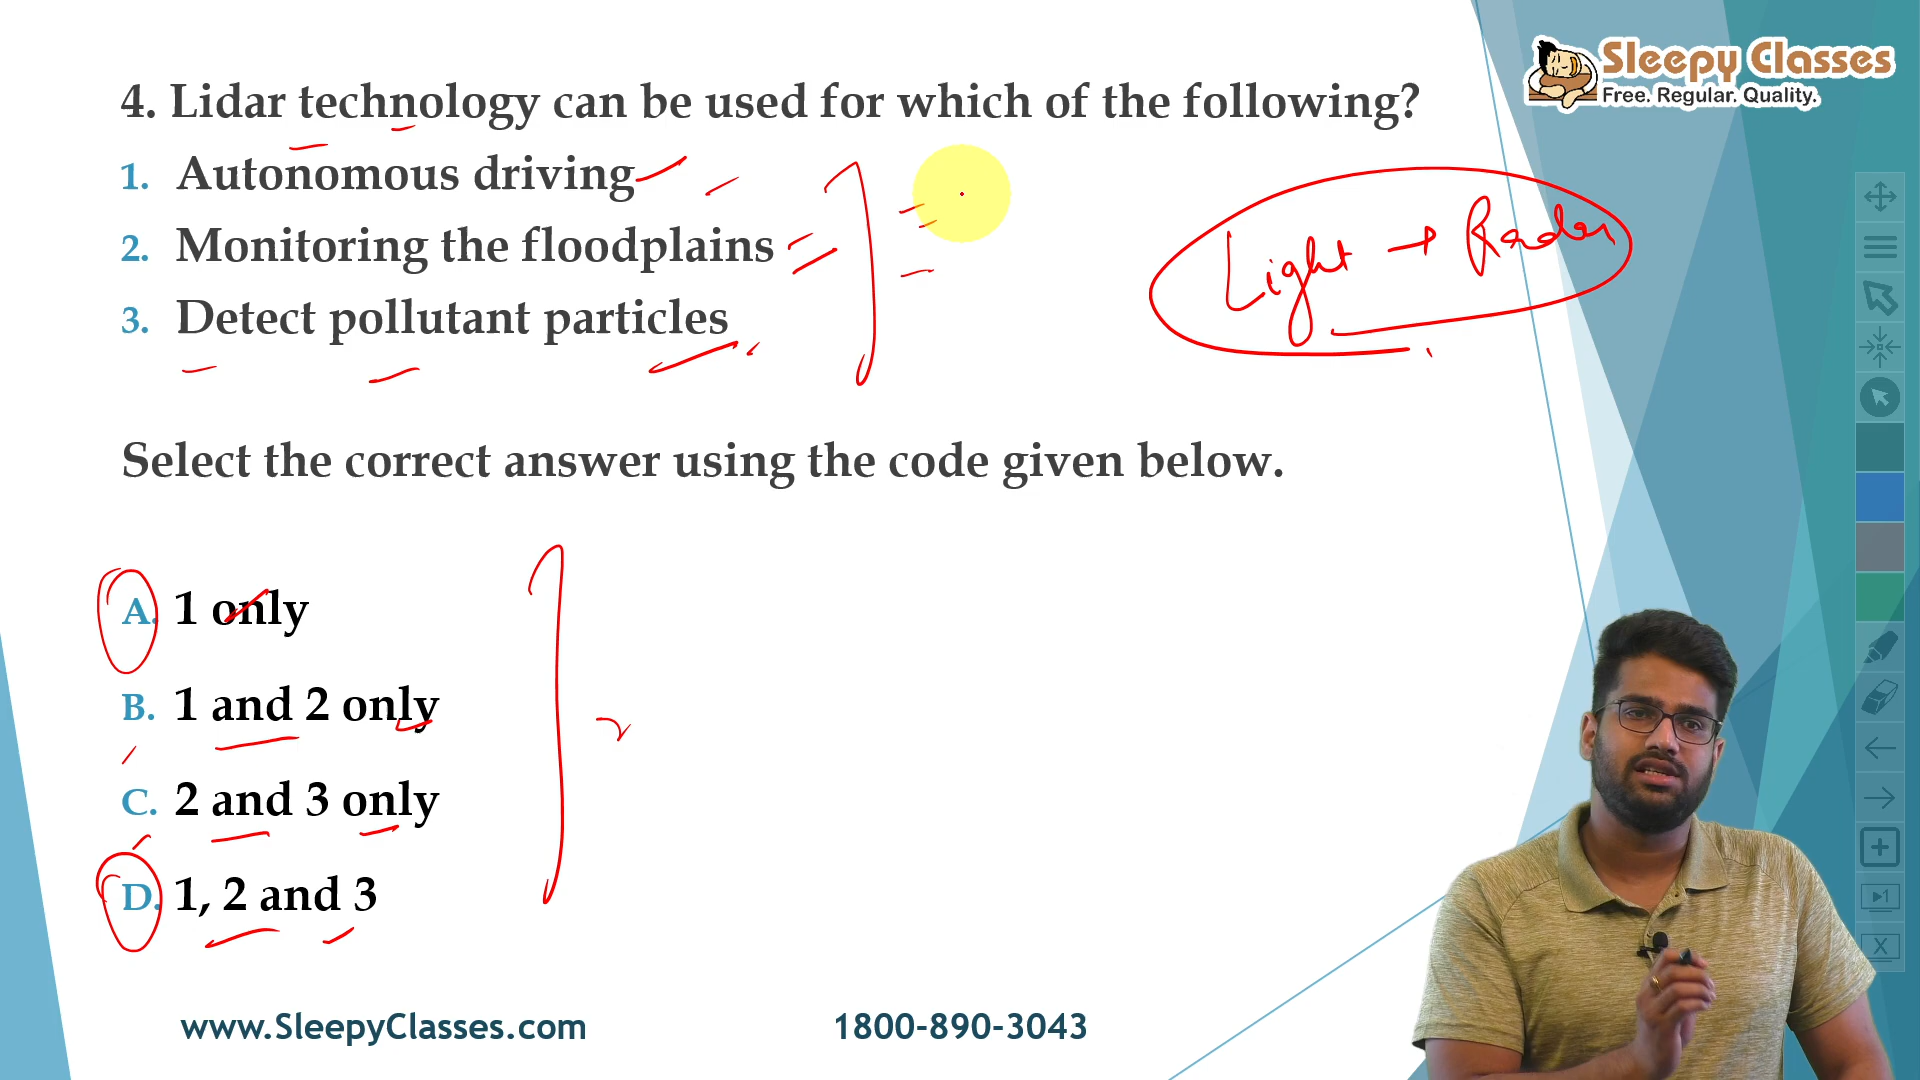 Sleepy Classes
Free. Regular. Quality.
4. Lidar technology can be used for which of the following?
1. Autonomous driving
2. Monitoring the floodplains
3. Detect pollutant particles
Light → Radar
Select the correct answer using the code given below.
A. 1 only
B. 1 and 2 only
C. 2 and 3 only
D. 1, 2 and 3
www.SleepyClasses.com
1800-890-3043